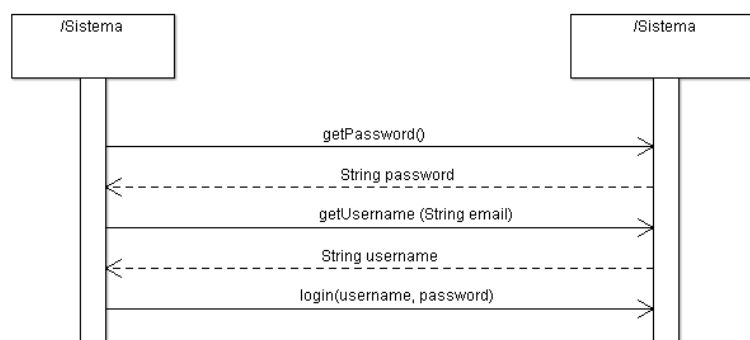 /Sistema
/Sistema
getPassword()
String password
getUsername (String email)
String username
login(username, password)